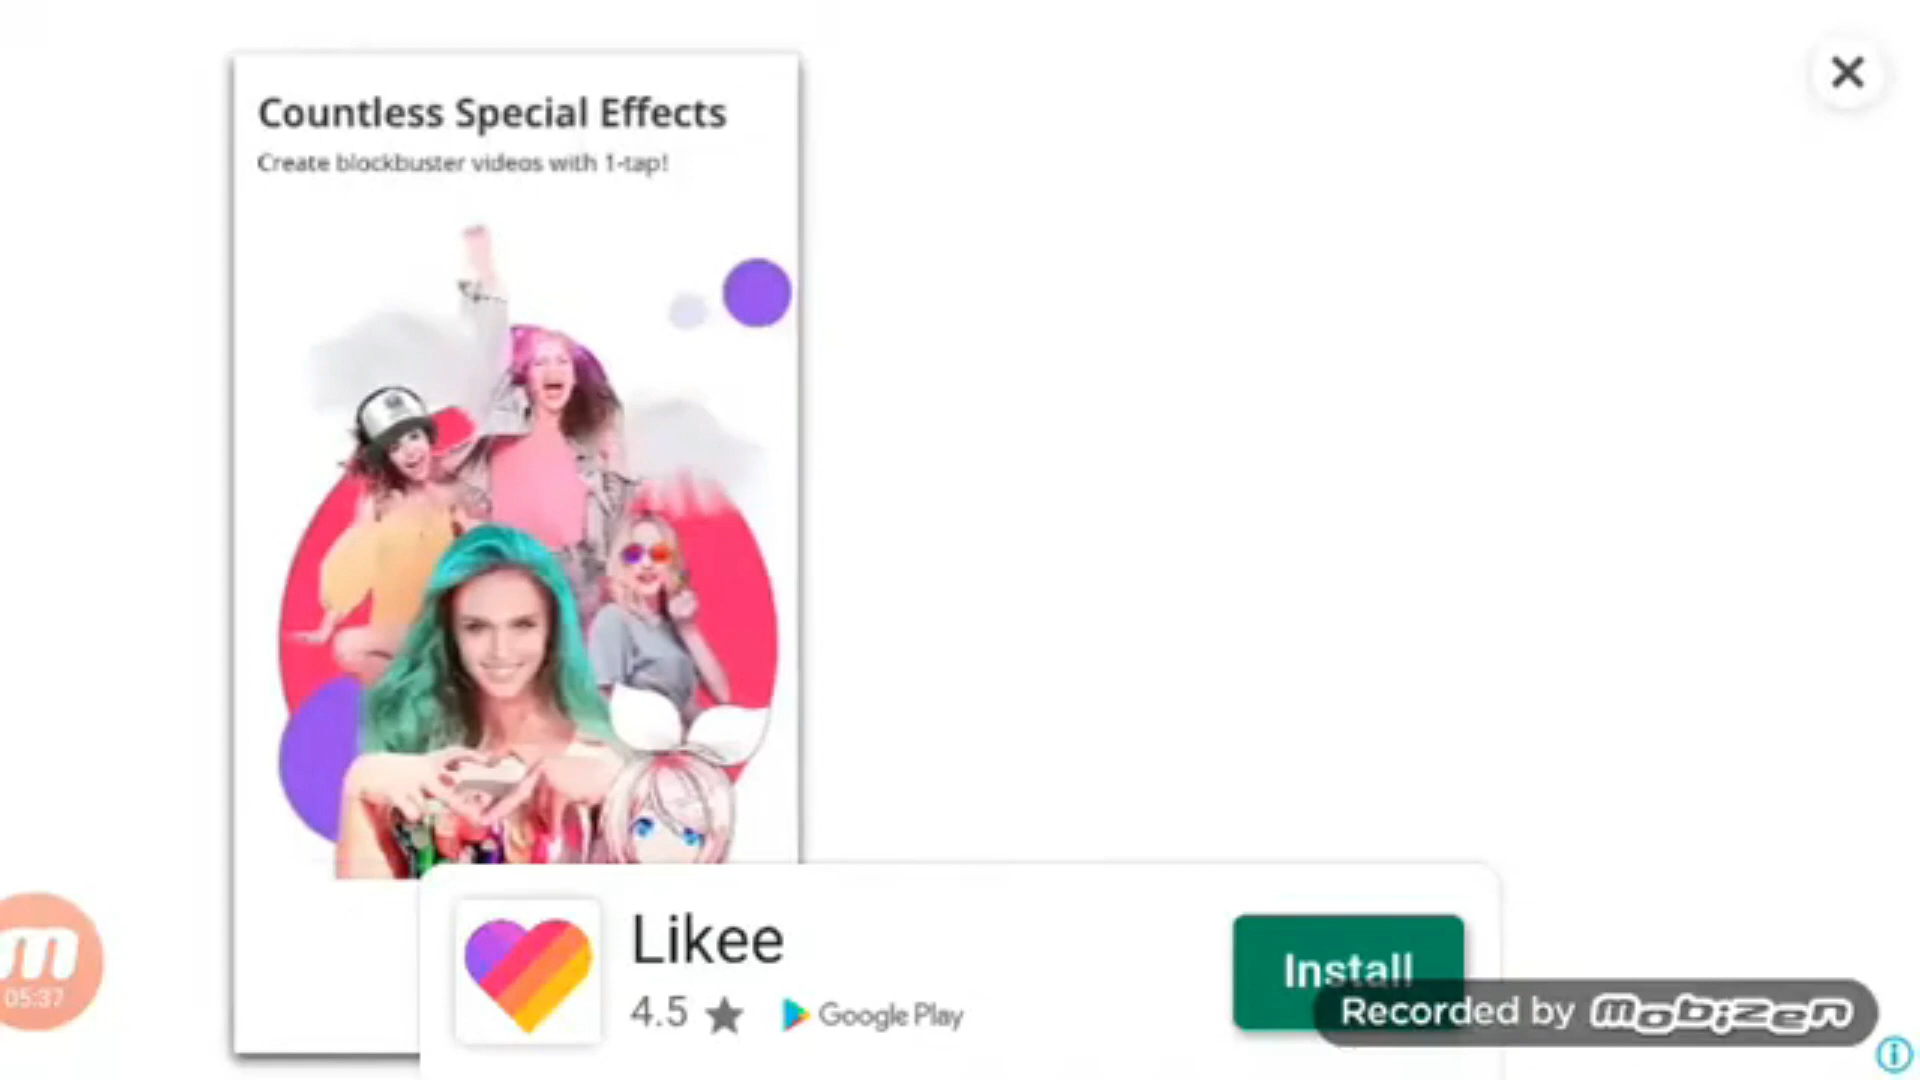 Countless Special Effects
Create blockbuster videos with 1-tap!
Likee
4.5
Google Play
Install
Recorded by mobizen
m
05:37